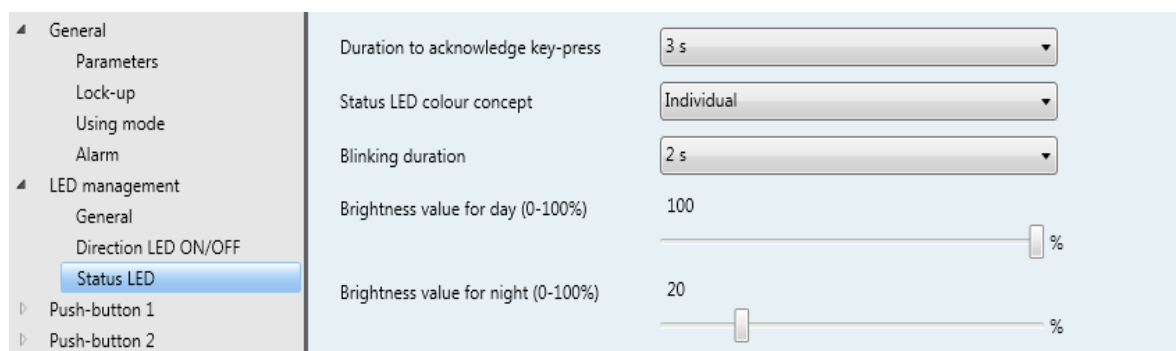 General
Parameters
Lock-up
Using mode
Alarm
LED management
General
Direction LED ON/OFF
Status LED
Push-button 1
Push-button 2
Duration to acknowledge key-press
3 s
Status LED colour concept
Individual
Blinking duration
2 s
Brightness value for day (0-100%)
100
%
Brightness value for night (0-100%)
20
%